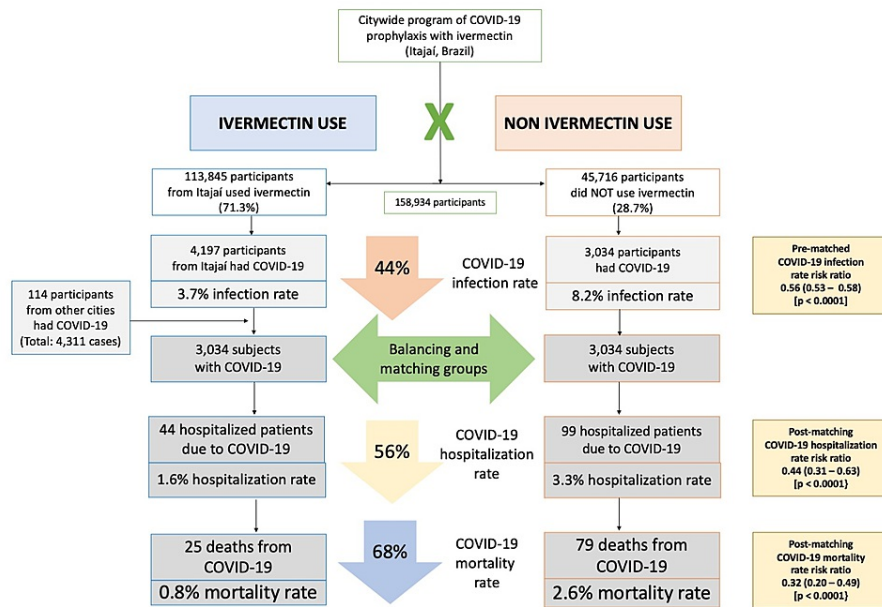 Citywide program of COVID-19
prophylaxis with ivermectin
(Itajaí, Brazil)
X
IVERMECTIN USE
NON IVERMECTIN USE
113,845 participants
from Itajaí used ivermectin
(71.3%)
158,934 participants
45,716 participants
did NOT use ivermectin
(28.7%)
4,197 participants
from Itajaí had COVID-19
3.7% infection rate
44%
COVID-19
infection rate
3,034 participants
had COVID-19
8.2% infection rate
Pre-matched
COVID-19 infection
rate risk ratio
0.56 (0.53 – 0.58)
[p < 0.0001]
114 participants
from other cities
had COVID-19
(Total: 4,311 cases)
3,034 subjects
with COVID-19
Balancing and
matching groups
3,034 subjects
with COVID-19
44 hospitalized patients
due to COVID-19
1.6% hospitalization rate
56%
COVID-19
hospitalization
rate
99 hospitalized patients
due to COVID-19
3.3% hospitalization rate
Post-matching
COVID-19 hospitalization
rate risk ratio
0.44 (0.31 – 0.63)
[p < 0.0001}
25 deaths from
COVID-19
0.8% mortality rate
68%
COVID-19
mortality
rate
79 deaths from
COVID-19
2.6% mortality rate
Post-matching
COVID-19 mortality
rate risk ratio
0.32 (0.20 – 0.49)
[p < 0.0001}